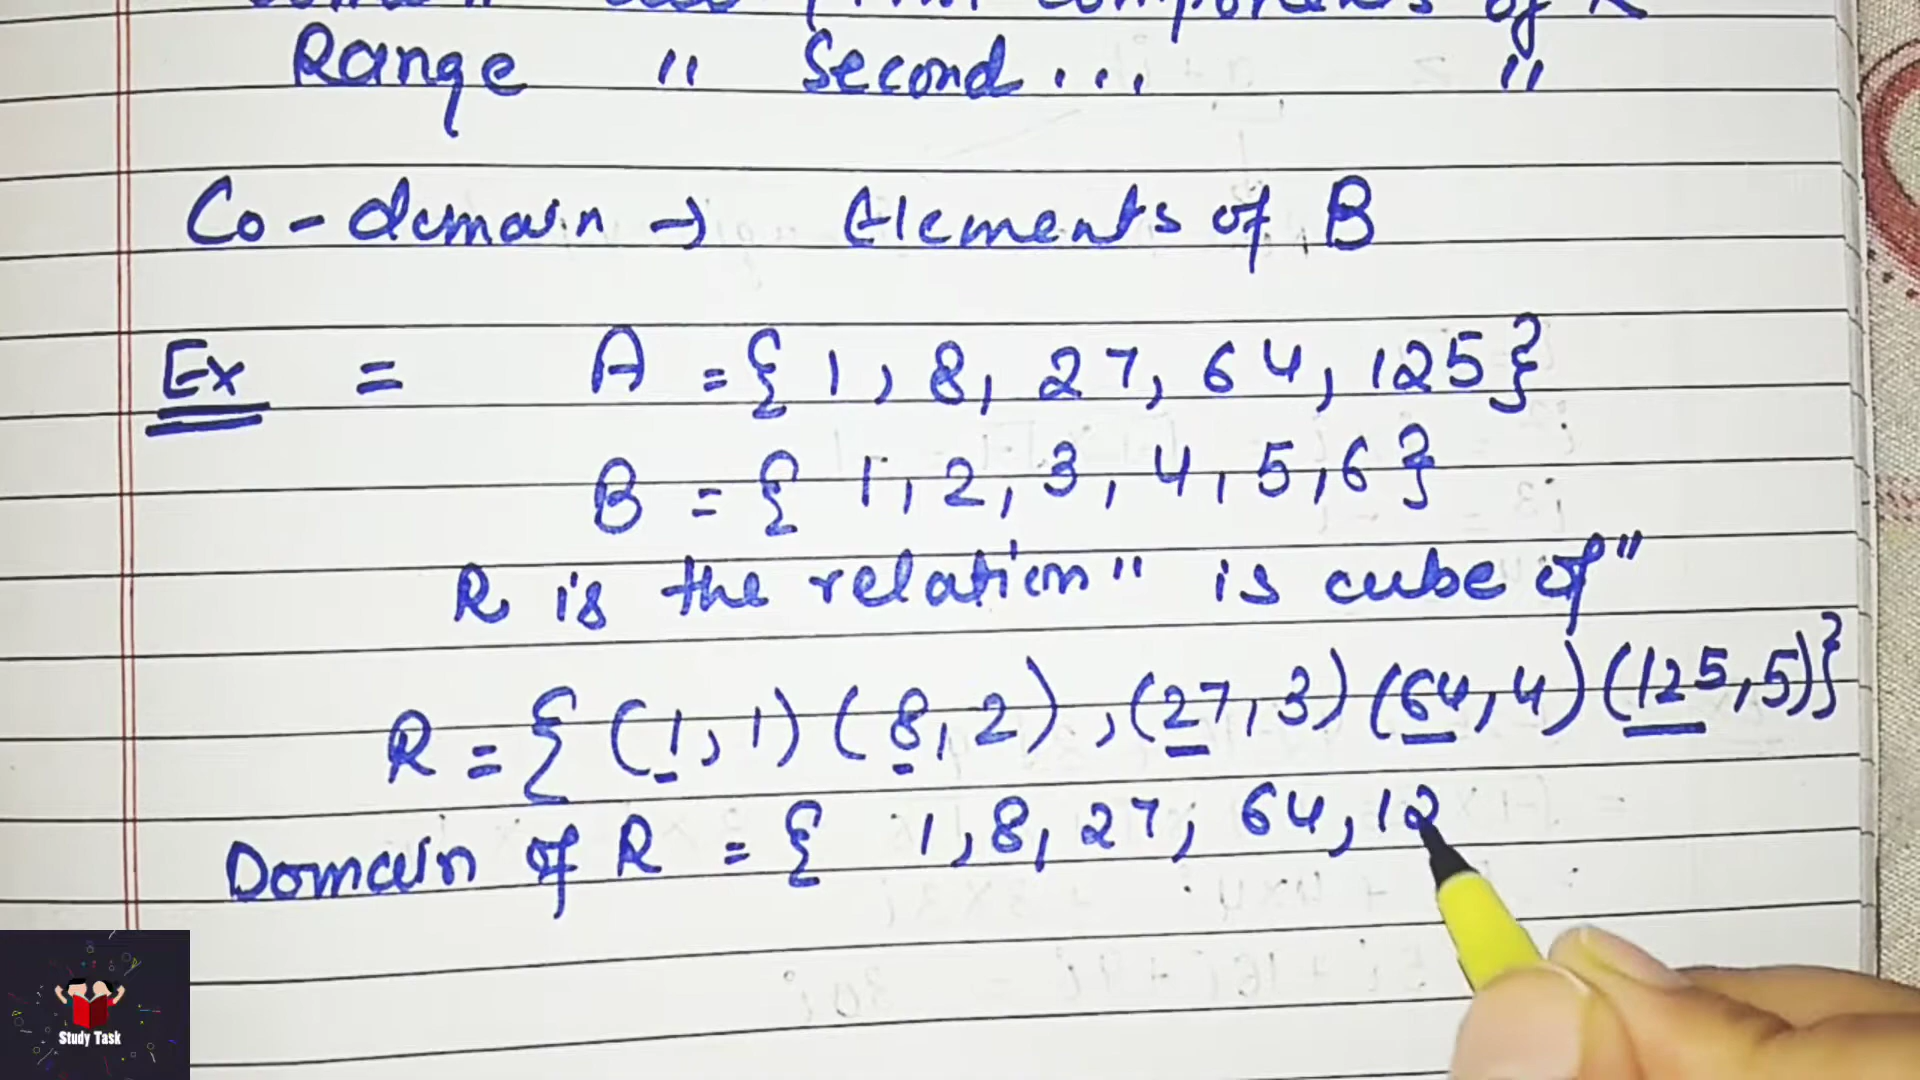 components of R
Range " Second... "
Co-domain → Elements of B
Ex = A = { 1, 8, 27, 64, 125}
B = { 1, 2, 3, 4, 5, 6}
R is the relation " is cube of"
R = { (1, 1) (8, 2), (27, 3) (64, 4) (125, 5)}
Domain of R = { 1, 8, 27, 64, 12
Study Task